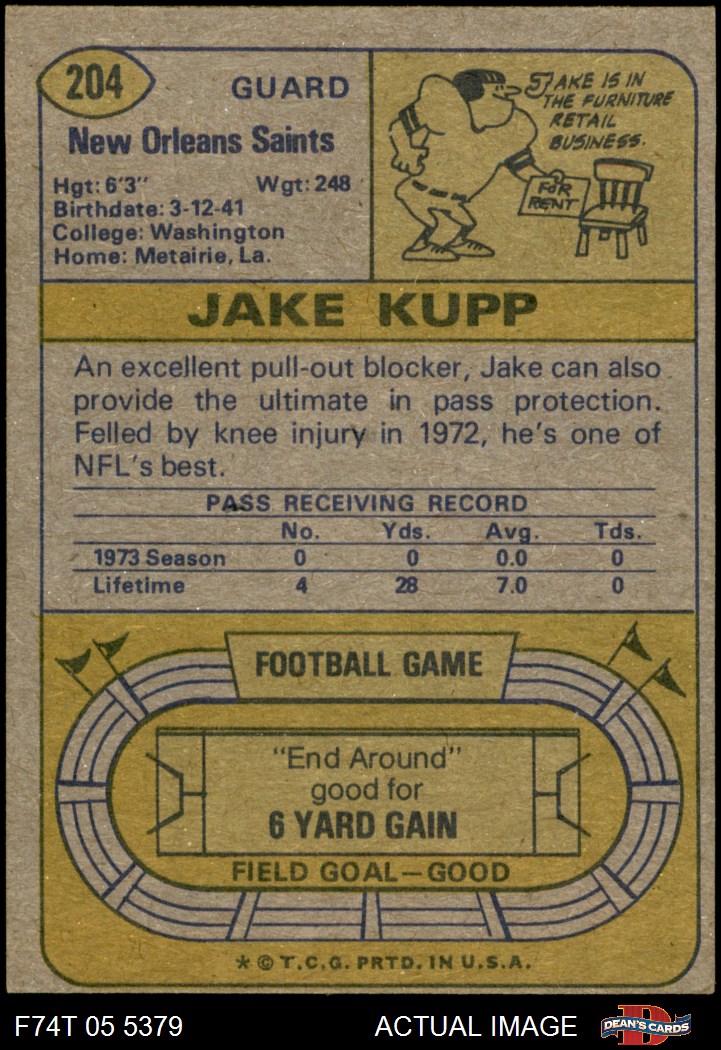 204
GUARD
New Orleans Saints
Hgt: 6'3" Wgt: 248
Birthdate: 3-12-41
College: Washington
Home: Metairie, La.
JAKE IS IN
THE FURNITURE
RETAIL
BUSINESS.
FOR
RENT
JAKE KUPP
An excellent pull-out blocker, Jake can also
provide the ultimate in pass protection.
Felled by knee injury in 1972, he's one of
NFL's best.
PASS RECEIVING RECORD
No. Yds. Avg. Tds.
1973 Season 0 0 0.0 0
Lifetime 4 28 7.0 0
FOOTBALL GAME
"End Around"
good for
6 YARD GAIN
FIELD GOAL—GOOD
* © T.C.G. PRTD. IN U.S.A.
F74T 05 5379 ACTUAL IMAGE D DEAN'S CARDS